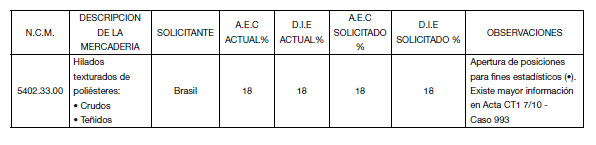 N.C.M.
DESCRIPCION
DE LA
MERCADERIA
SOLICITANTE
A.E.C
ACTUAL%
D.I.E
ACTUAL%
A.E.C
SOLICITADO
%
D.I.E
SOLICITADO %
OBSERVACIONES
5402.33.00
Hilados
texturados de
poliésteres:
• Crudos
• Teñidos
Brasil
18
18
18
18
Apertura de posiciones
para fines estadísticos (•).
Existe mayor información
en Acta CT1 7/10 -
Caso 993